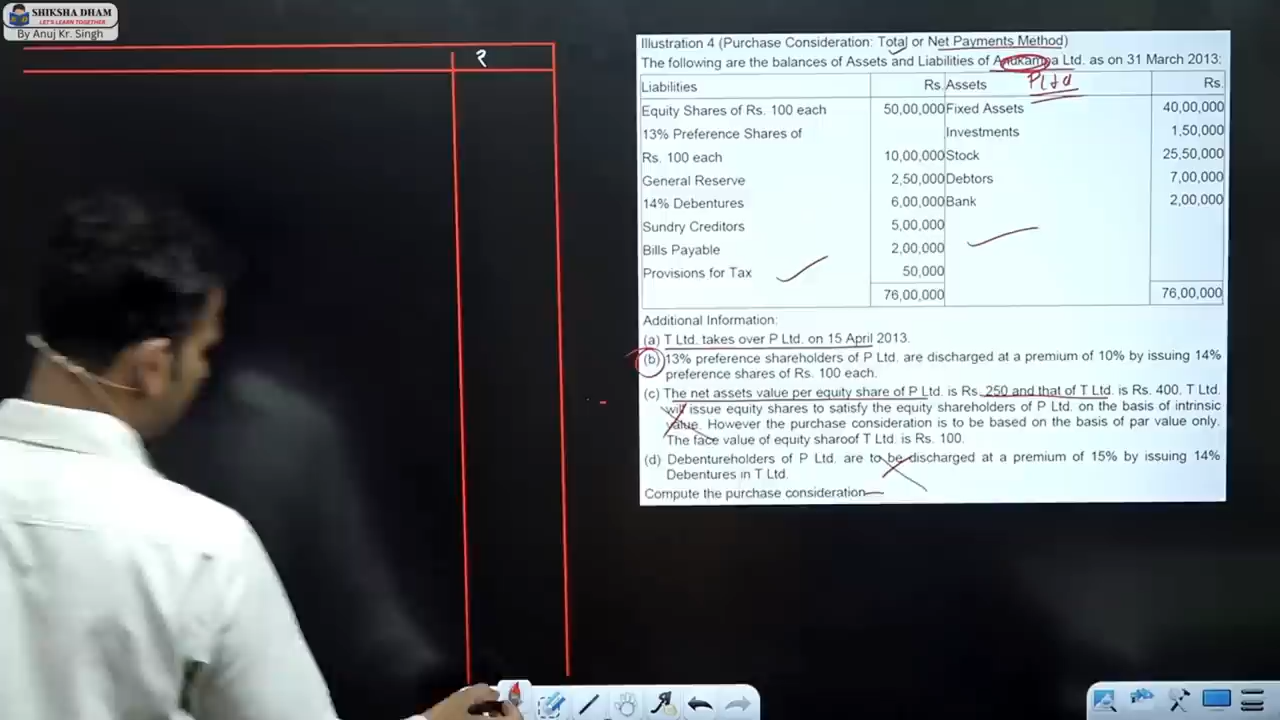 SHIKSHA DHAM
LET'S LEARN TOGETHER
By Anuj Kr. Singh
₹
Illustration 4 (Purchase Consideration: Total or Net Payments Method)
The following are the balances of Assets and Liabilities of Anukampa Ltd. as on 31 March 2013:
P Ltd
Liabilities Rs. Assets Rs.
Equity Shares of Rs. 100 each 50,00,000 Fixed Assets 40,00,000
13% Preference Shares of Investments 1,50,000
Rs. 100 each 10,00,000 Stock 25,50,000
General Reserve 2,50,000 Debtors 7,00,000
14% Debentures 6,00,000 Bank 2,00,000
Sundry Creditors 5,00,000
Bills Payable 2,00,000
Provisions for Tax 50,000
76,00,000 76,00,000
Additional Information:
(a) T Ltd. takes over P Ltd. on 15 April 2013.
(b) 13% preference shareholders of P Ltd. are discharged at a premium of 10% by issuing 14%
preference shares of Rs. 100 each.
(c) The net assets value per equity share of P Ltd. is Rs. 250 and that of T Ltd. is Rs. 400. T Ltd.
will issue equity shares to satisfy the equity shareholders of P Ltd. on the basis of intrinsic
value. However the purchase consideration is to be based on the basis of par value only.
The face value of equity sharoof T Ltd. is Rs. 100.
(d) Debentureholders of P Ltd. are to be discharged at a premium of 15% by issuing 14%
Debentures in T Ltd.
Compute the purchase consideration